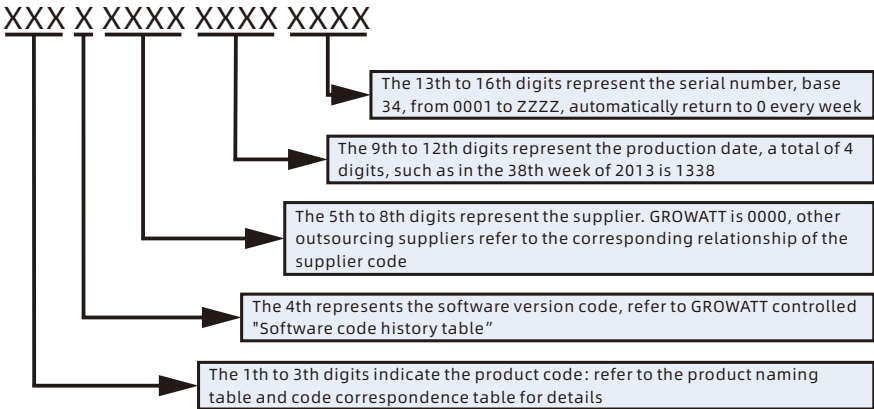 XXX X XXXX XXXX XXXX
The 13th to 16th digits represent the serial number, base
34, from 0001 to ZZZZ, automatically return to 0 every week
The 9th to 12th digits represent the production date, a total of 4
digits, such as in the 38th week of 2013 is 1338
The 5th to 8th digits represent the supplier. GROWATT is 0000, other
outsourcing suppliers refer to the corresponding relationship of the
supplier code
The 4th represents the software version code, refer to GROWATT controlled
"Software code history table”
The 1th to 3th digits indicate the product code: refer to the product naming
table and code correspondence table for details